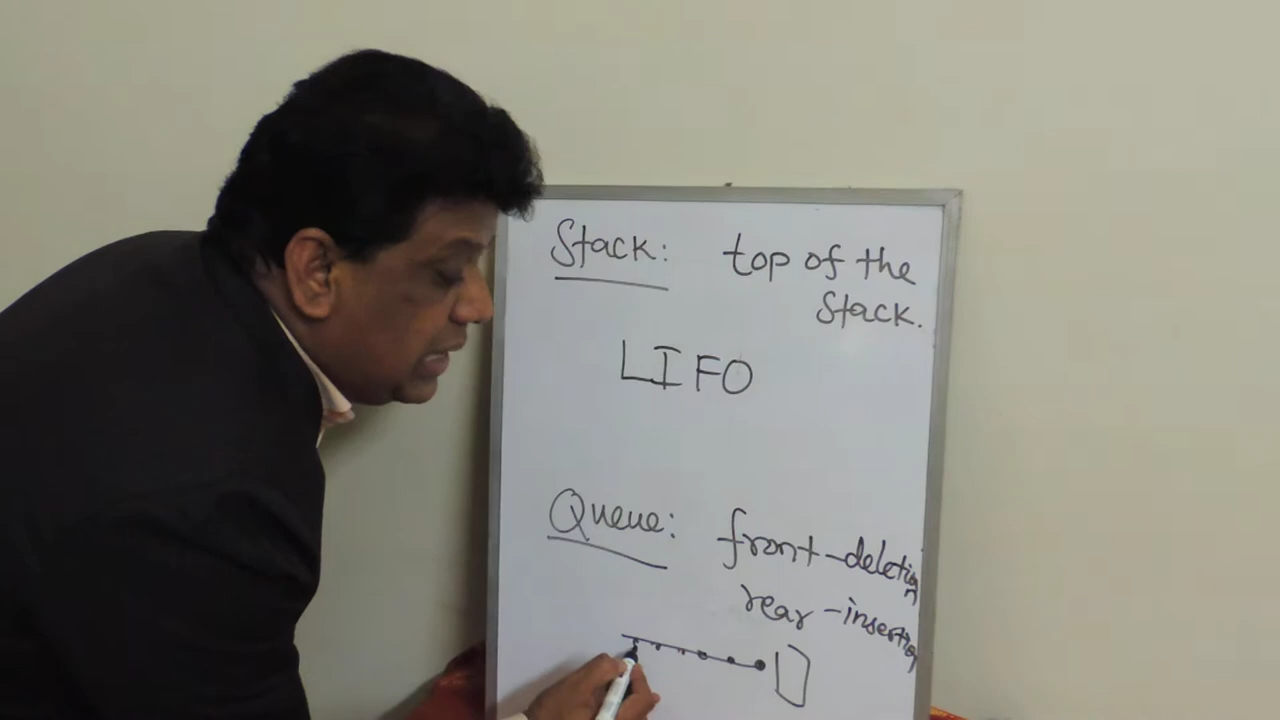 Stack: top of the
Stack.
LIFO
Queue: front-deletion
rear-insertion